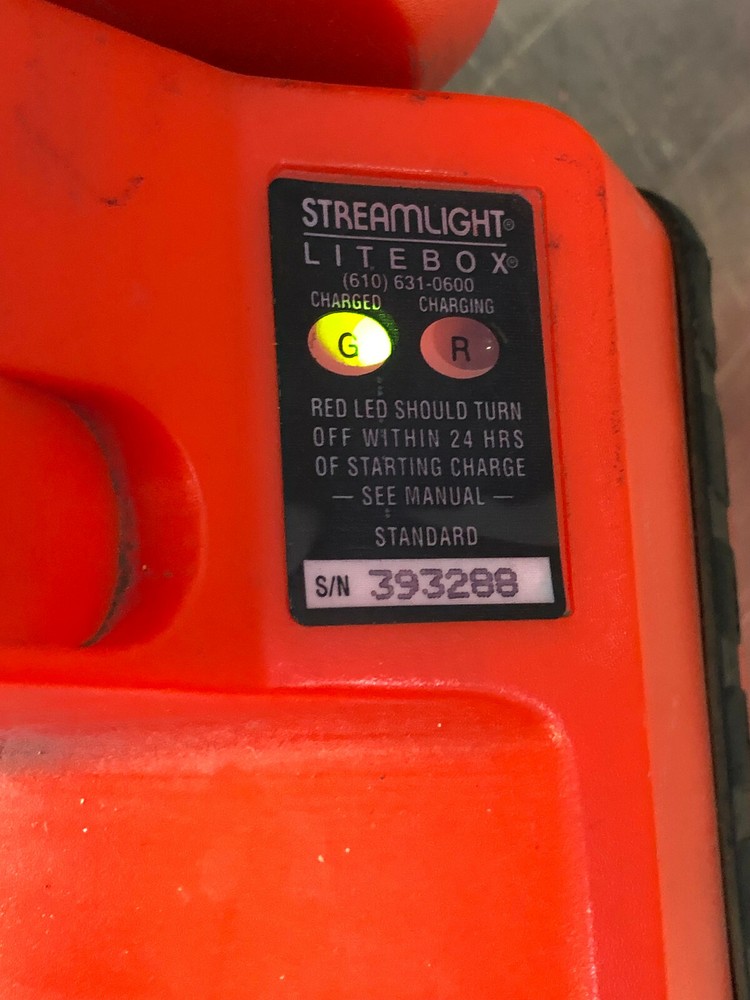 STREAMLIGHT®
LITEBOX®
(610) 631-0600
CHARGED CHARGING
G R
RED LED SHOULD TURN
OFF WITHIN 24 HRS
OF STARTING CHARGE
— SEE MANUAL —
STANDARD
S/N 393288